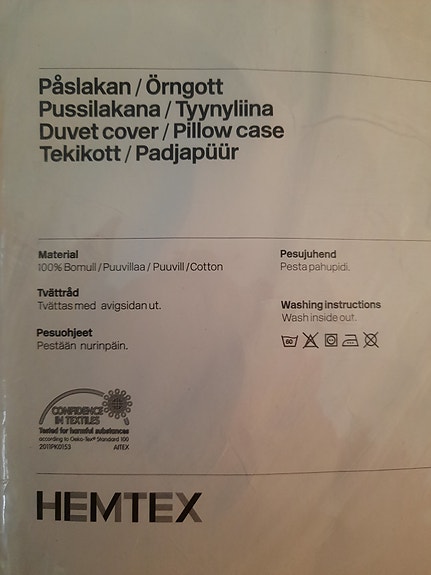 Påslakan / Örngott
Pussilakana / Tyynyliina
Duvet cover / Pillow case
Tekikott / Padjapüür
Material
100% Bomull / Puuvillaa / Puuvill / Cotton
Pesujuhend
Pesta pahupidi.
Tvättråd
Tvättas med avigsidan ut.
Washing instructions
Wash inside out.
60
Pesuohjeet
Pestään nurinpäin.
CONFIDENCE
IN TEXTILES
Tested for harmful substances
according to Oeko-Tex® Standard 100
2011PK0153 AITEX
HEMTEX